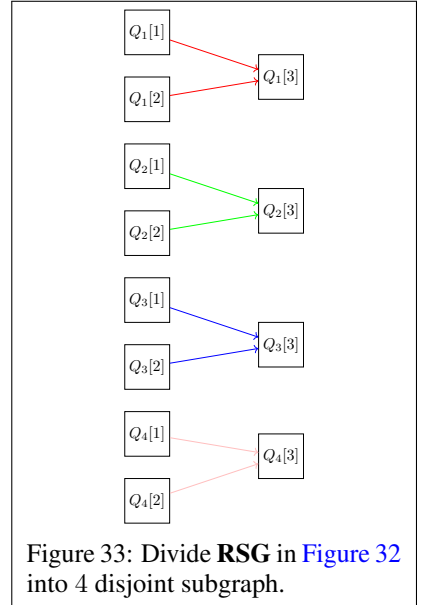 Q1[1]
Q1[3]
Q1[2]
Q2[1]
Q2[3]
Q2[2]
Q3[1]
Q3[3]
Q3[2]
Q4[1]
Q4[3]
Q4[2]
Figure 33: Divide RSG in Figure 32
into 4 disjoint subgraph.